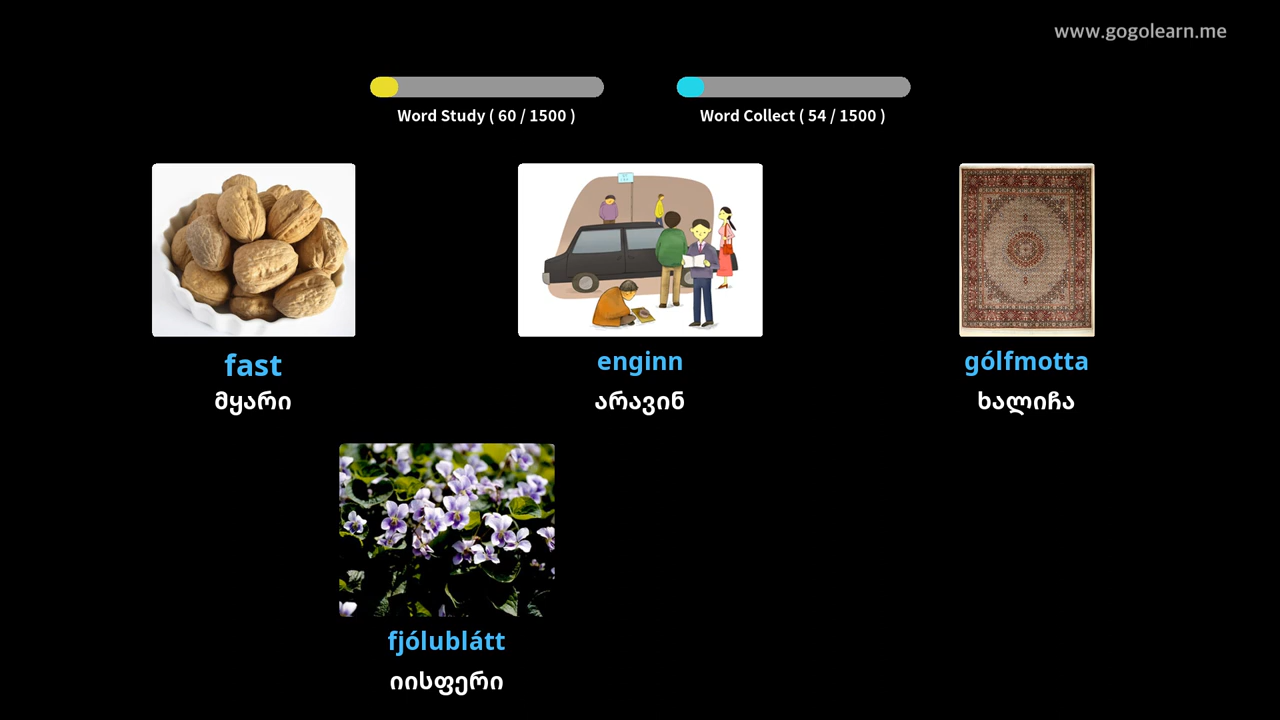 www.gogolearn.me
Word Study ( 60 / 1500 )
Word Collect ( 54 / 1500 )
fast
მყარი
enginn
არავინ
gólfmotta
ხალიჩა
fjólublátt
იისფერი